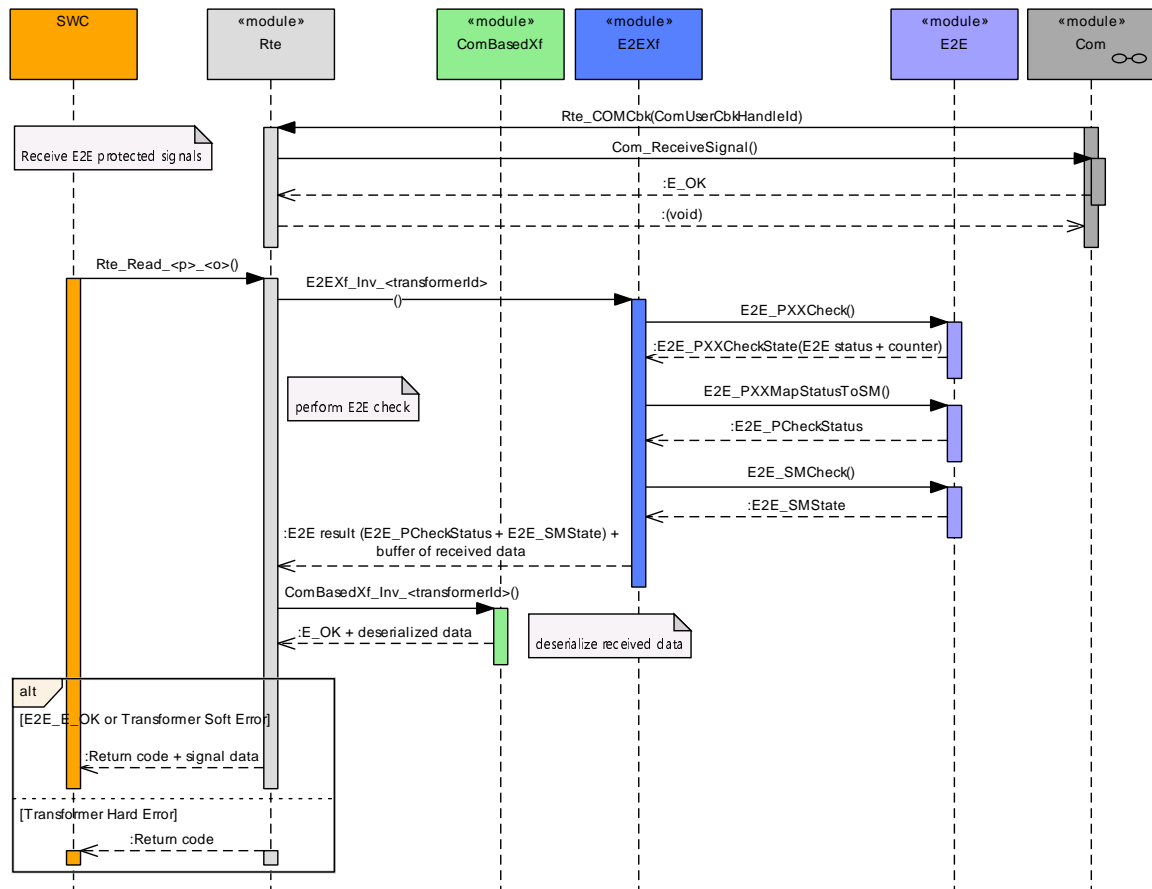 SWC
«module»
Rte
«module»
ComBasedXf
«module»
E2EXf
«module»
E2E
«module»
Com
Rte_COMCbk(ComUserCbkHandleId)
Receive E2E protected signals
Com_ReceiveSignal()
:E_OK
:(void)
Rte_Read_<p>_<o>()
E2EXf_Inv_<transformerId>
()
E2E_PXXCheck()
:E2E_PXXCheckState(E2E status + counter)
perform E2E check
E2E_PXXMapStatusToSM()
:E2E_PCheckStatus
E2E_SMCheck()
:E2E_SMState
:E2E result (E2E_PCheckStatus + E2E_SMState) +
buffer of received data
ComBasedXf_Inv_<transformerId>()
:E_OK + deserialized data
deserialize received data
alt
[E2E_E_OK or Transformer Soft Error]
:Return code + signal data
[Transformer Hard Error]
:Return code